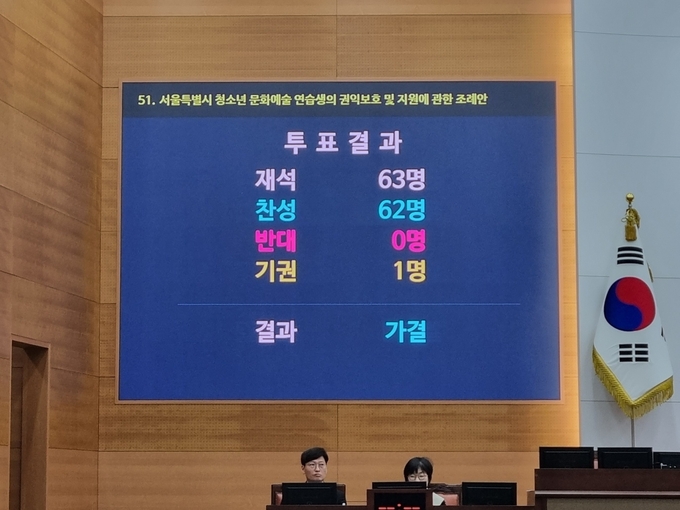 51. 서울특별시 청소년 문화예술 연습생의 권익보호 및 지원에 관한 조례안
투표결과
재석 63명
찬성 62명
반대 0명
기권 1명
결과 가결